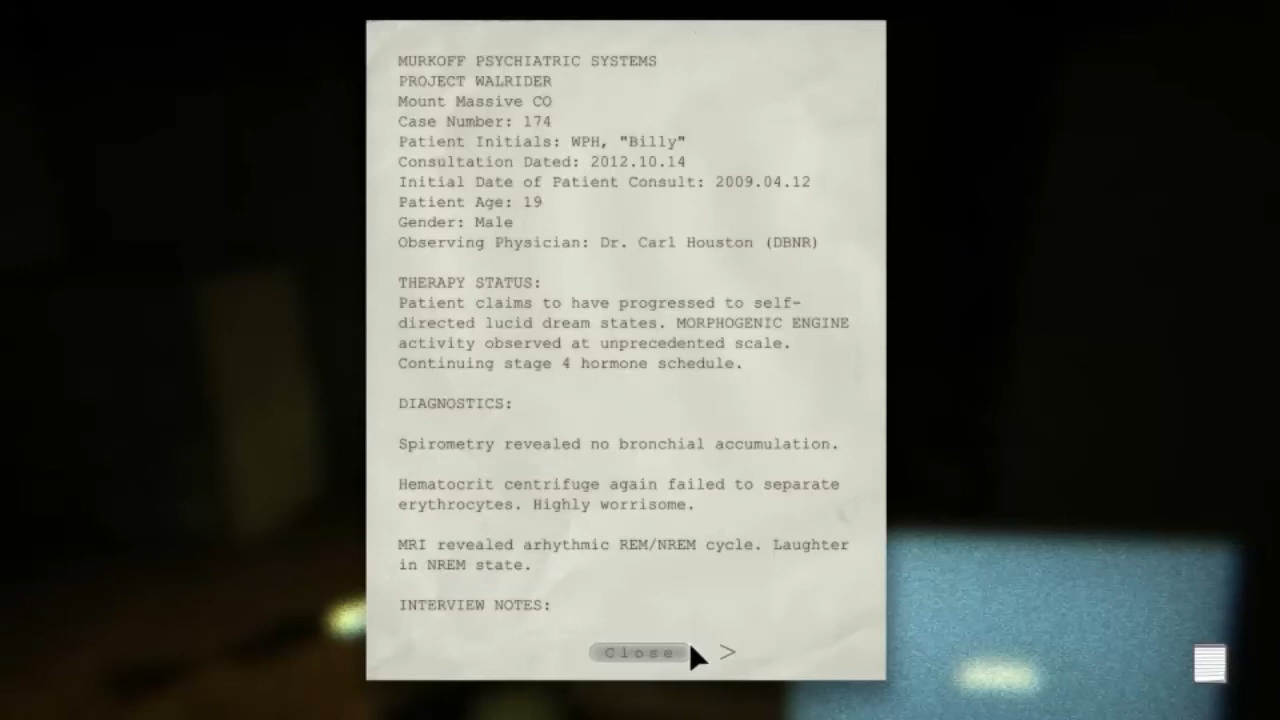 MURKOFF PSYCHIATRIC SYSTEMS
PROJECT WALRIDER
Mount Massive CO
Case Number: 174
Patient Initials: WPH, "Billy"
Consultation Dated: 2012.10.14
Initial Date of Patient Consult: 2009.04.12
Patient Age: 19
Gender: Male
Observing Physician: Dr. Carl Houston (DBNR)
THERAPY STATUS:
Patient claims to have progressed to self-
directed lucid dream states. MORPHOGENIC ENGINE
activity observed at unprecedented scale.
Continuing stage 4 hormone schedule.
DIAGNOSTICS:
Spirometry revealed no bronchial accumulation.
Hematocrit centrifuge again failed to separate
erythrocytes. Highly worrisome.
MRI revealed arhythmic REM/NREM cycle. Laughter
in NREM state.
INTERVIEW NOTES:
Close >